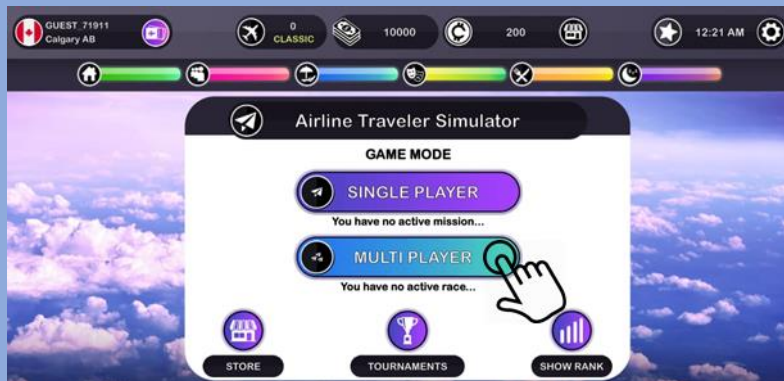 GUEST_71911
Calgary AB
0
CLASSIC
10000
200
12:21 AM
Airline Traveler Simulator
GAME MODE
SINGLE PLAYER
You have no active mission...
MULTI PLAYER
You have no active race...
STORE
TOURNAMENTS
SHOW RANK